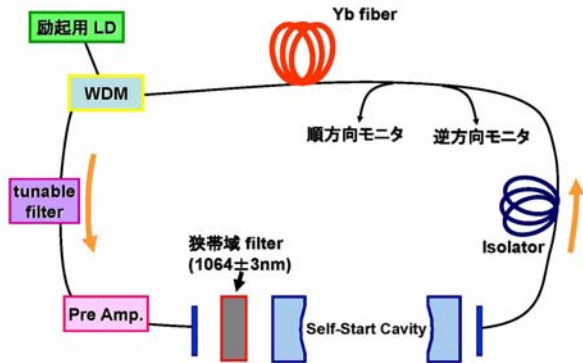 励起用 LD
Yb fiber
WDM
順方向モニタ
逆方向モニタ
tunable
filter
Isolator
狭帯域 filter
(1064±3nm)
Pre Amp.
Self-Start Cavity